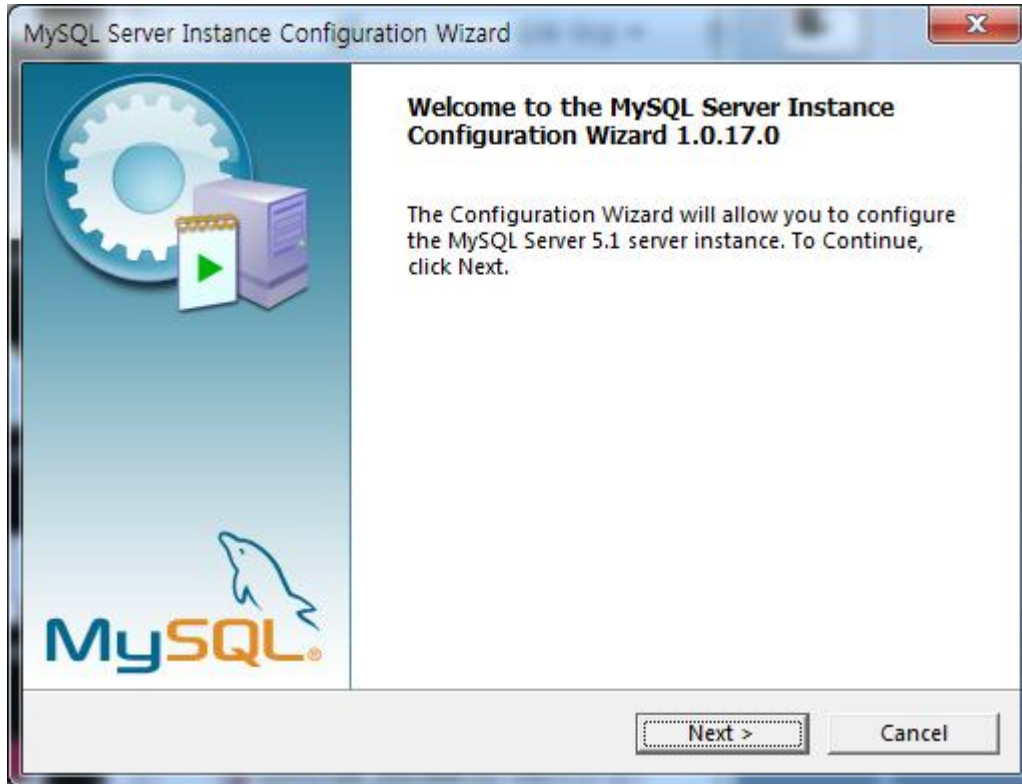 MySQL Server Instance Configuration Wizard
Welcome to the MySQL Server Instance
Configuration Wizard 1.0.17.0
The Configuration Wizard will allow you to configure
the MySQL Server 5.1 server instance. To Continue,
click Next.
MySQL®
Next >
Cancel